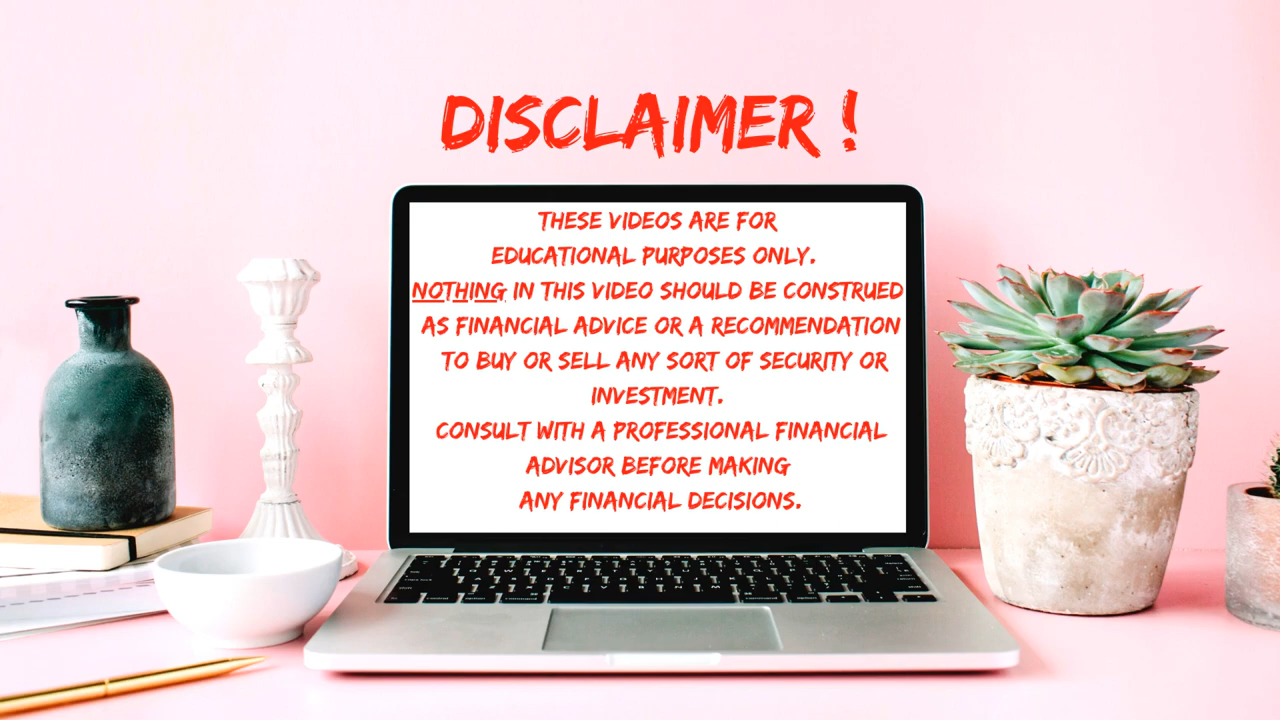 DISCLAIMER !
THESE VIDEOS ARE FOR
EDUCATIONAL PURPOSES ONLY.
NOTHING IN THIS VIDEO SHOULD BE CONSTRUED
AS FINANCIAL ADVICE OR A RECOMMENDATION
TO BUY OR SELL ANY SORT OF SECURITY OR
INVESTMENT.
CONSULT WITH A PROFESSIONAL FINANCIAL
ADVISOR BEFORE MAKING
ANY FINANCIAL DECISIONS.